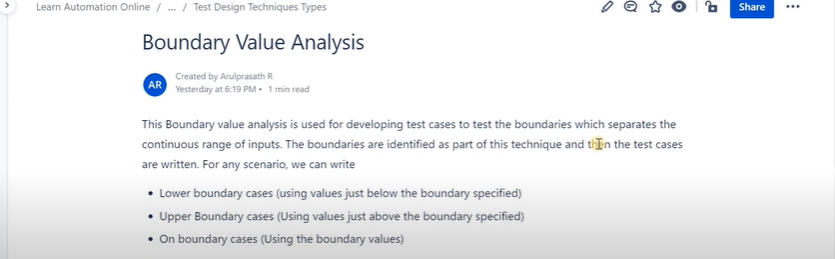 Learn Automation Online / ... / Test Design Techniques Types
Share
Boundary Value Analysis
AR
Created by Arulprasath R
Yesterday at 6:19 PM • 1 min read
This Boundary value analysis is used for developing test cases to test the boundaries which separates the
continuous range of inputs. The boundaries are identified as part of this technique and then the test cases
are written. For any scenario, we can write
• Lower boundary cases (using values just below the boundary specified)
• Upper Boundary cases (Using values just above the boundary specified)
• On boundary cases (Using the boundary values)